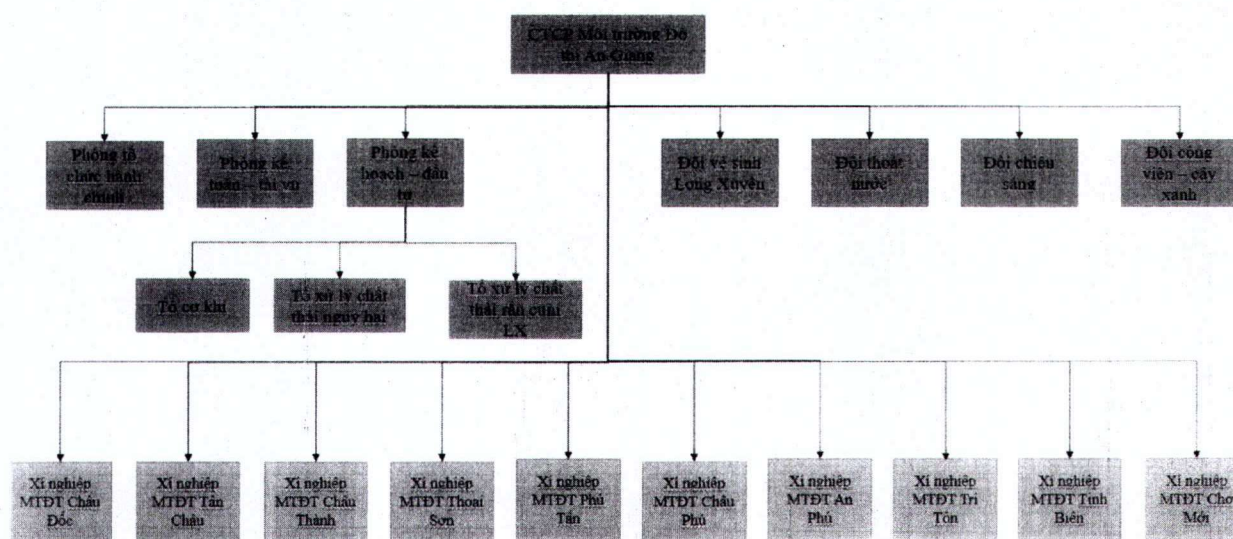 CTCP Môi trường Đô
thị An Giang
Phòng tổ
chức hành
chính
Phòng kế
toán – tài vụ
Phòng kế
hoạch – đầu
tư
Đội vệ sinh
Long Xuyên
Đội thoát
nước
Đội chiếu
sáng
Đội công
viên – cây
xanh
Tổ cơ khí
Tổ xử lý chất
thải nguy hại
Tổ xử lý chất
thải rắn
LX
Xí nghiệp
MTĐT Châu
Đốc
Xí nghiệp
MTĐT Tân
Châu
Xí nghiệp
MTĐT Châu
Thành
Xí nghiệp
MTĐT Thoại
Sơn
Xí nghiệp
MTĐT Phú
Tân
Xí nghiệp
MTĐT Châu
Phú
Xí nghiệp
MTĐT An
Phú
Xí nghiệp
MTĐT Tri
Tôn
Xí nghiệp
MTĐT Tịnh
Biên
Xí nghiệp
MTĐT Chợ
Mới